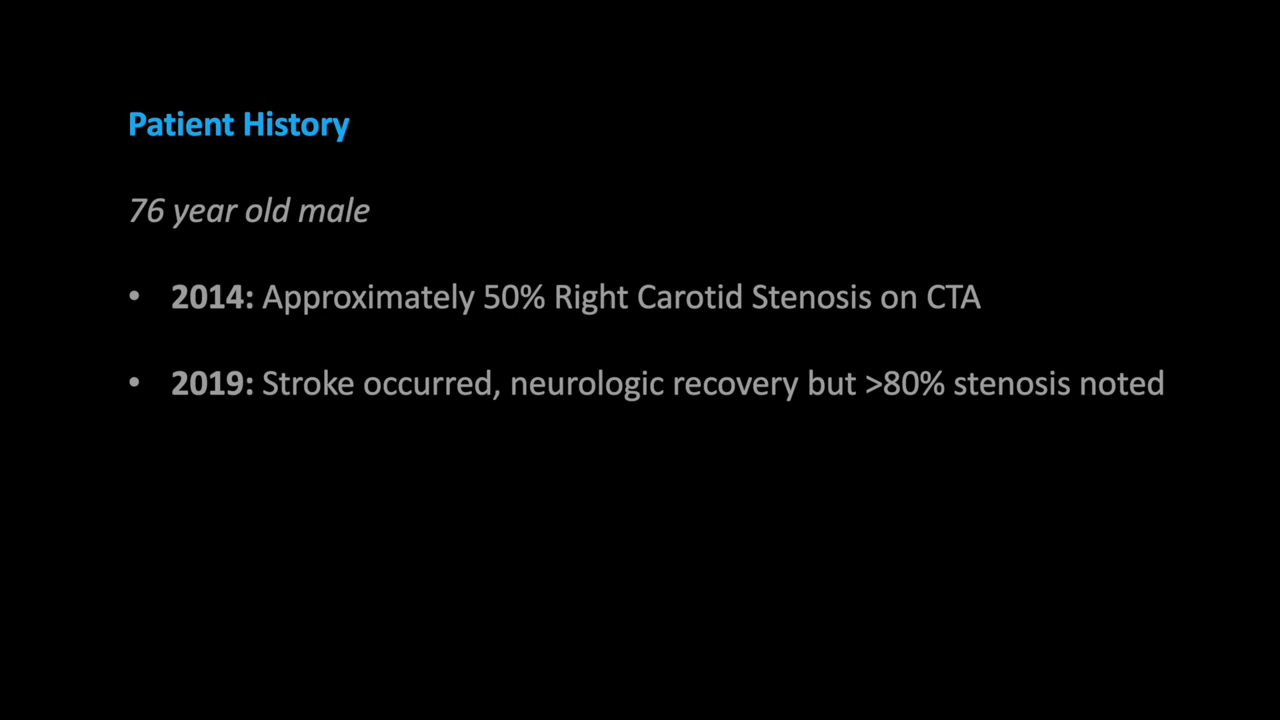 Patient History
76 year old male
• 2014: Approximately 50% Right Carotid Stenosis on CTA
• 2019: Stroke occurred, neurologic recovery but >80% stenosis noted